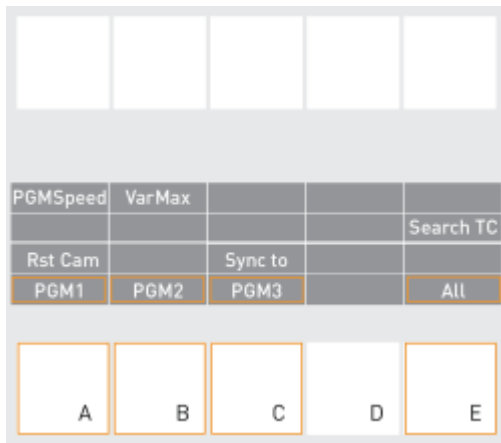 PGMSpeed VarMax
Search TC
Rst Cam Sync to
PGM1 PGM2 PGM3 All
A B C D E